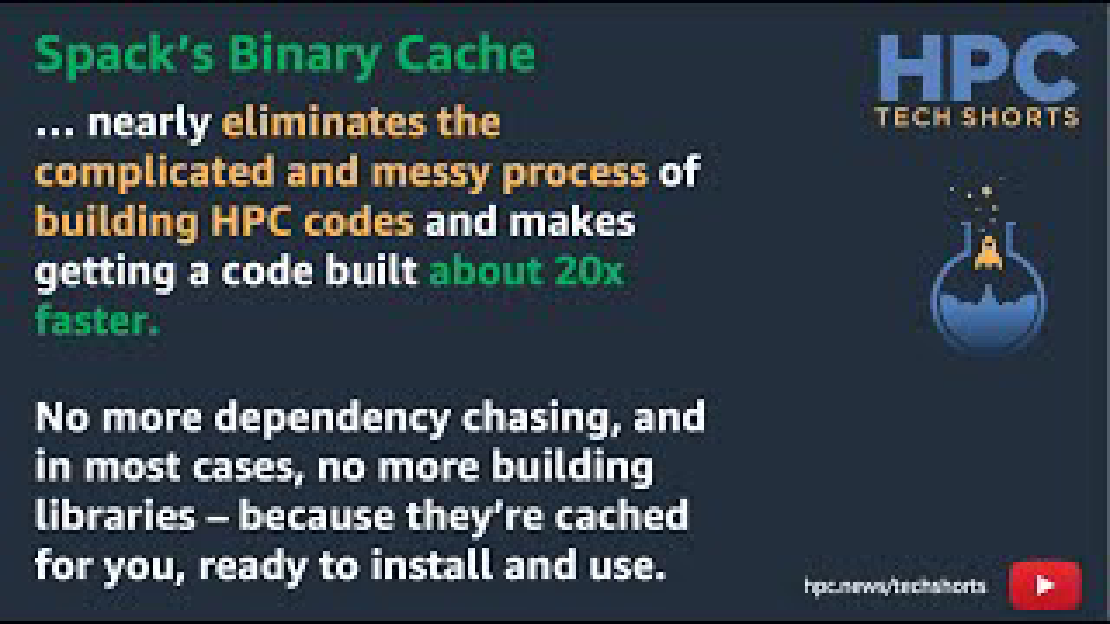 Spack's Binary Cache
... nearly eliminates the
complicated and messy process of
building HPC codes and makes
getting a code built about 20x
faster.
No more dependency chasing, and
in most cases, no more building
libraries – because they're cached
for you, ready to install and use.
HPC
TECH SHORTS
hpc.news/techshorts